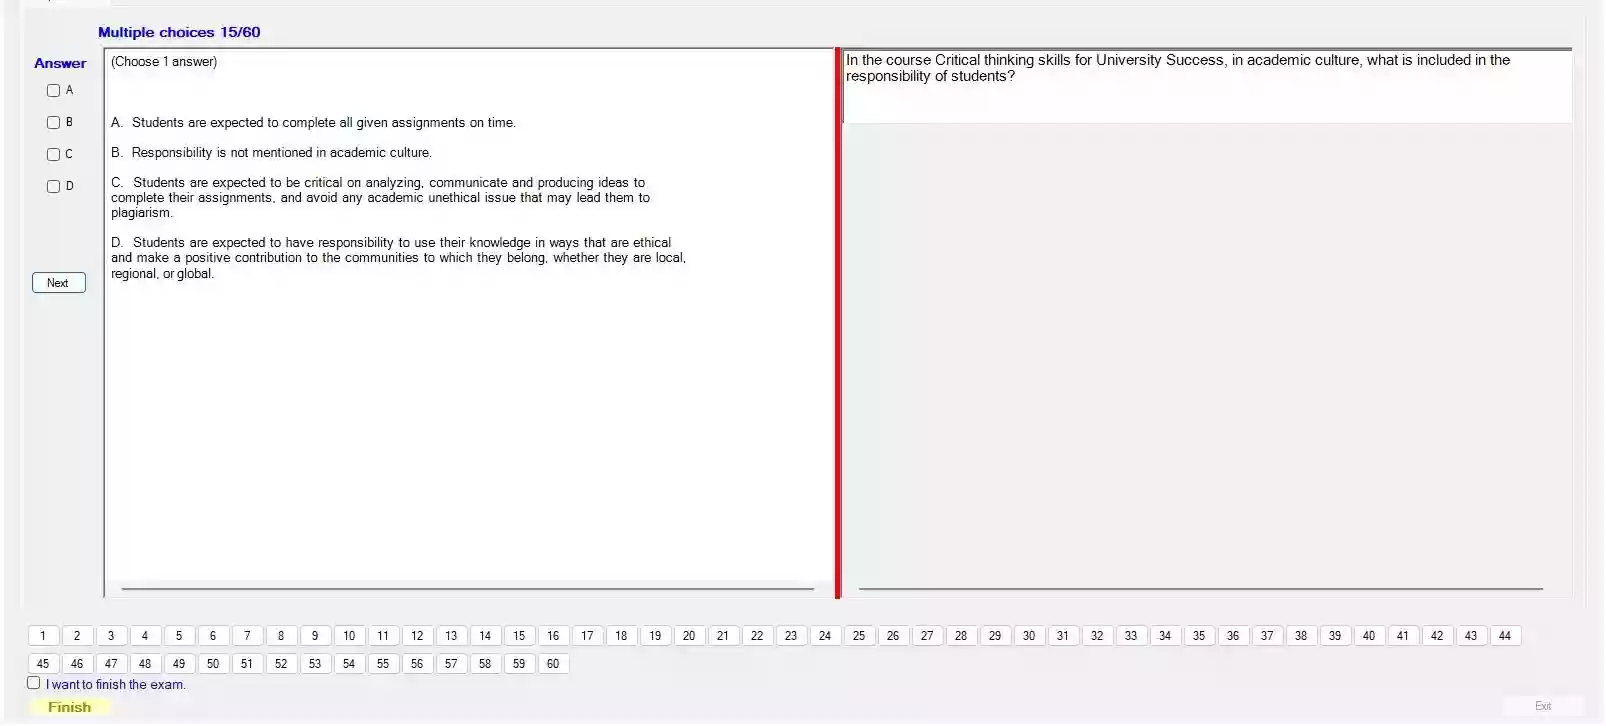 Multiple choices 15/60
Answer
(Choose 1 answer)
A
B
C
D
Next
A. Students are expected to complete all given assignments on time.
B. Responsibility is not mentioned in academic culture.
C. Students are expected to be critical on analyzing, communicate and producing ideas to
complete their assignments, and avoid any academic unethical issue that may lead them to
plagiarism.
D. Students are expected to have responsibility to use their knowledge in ways that are ethical
and make a positive contribution to the communities to which they belong, whether they are local,
regional, or global.
In the course Critical thinking skills for University Success, in academic culture, what is included in the
responsibility of students?
1 2 3 4 5 6 7 8 9 10 11 12 13 14 15 16 17 18 19 20 21 22 23 24 25 26 27 28 29 30 31 32 33 34 35 36 37 38 39 40 41 42 43 44
45 46 47 48 49 50 51 52 53 54 55 56 57 58 59 60
I want to finish the exam.
Finish
Exit